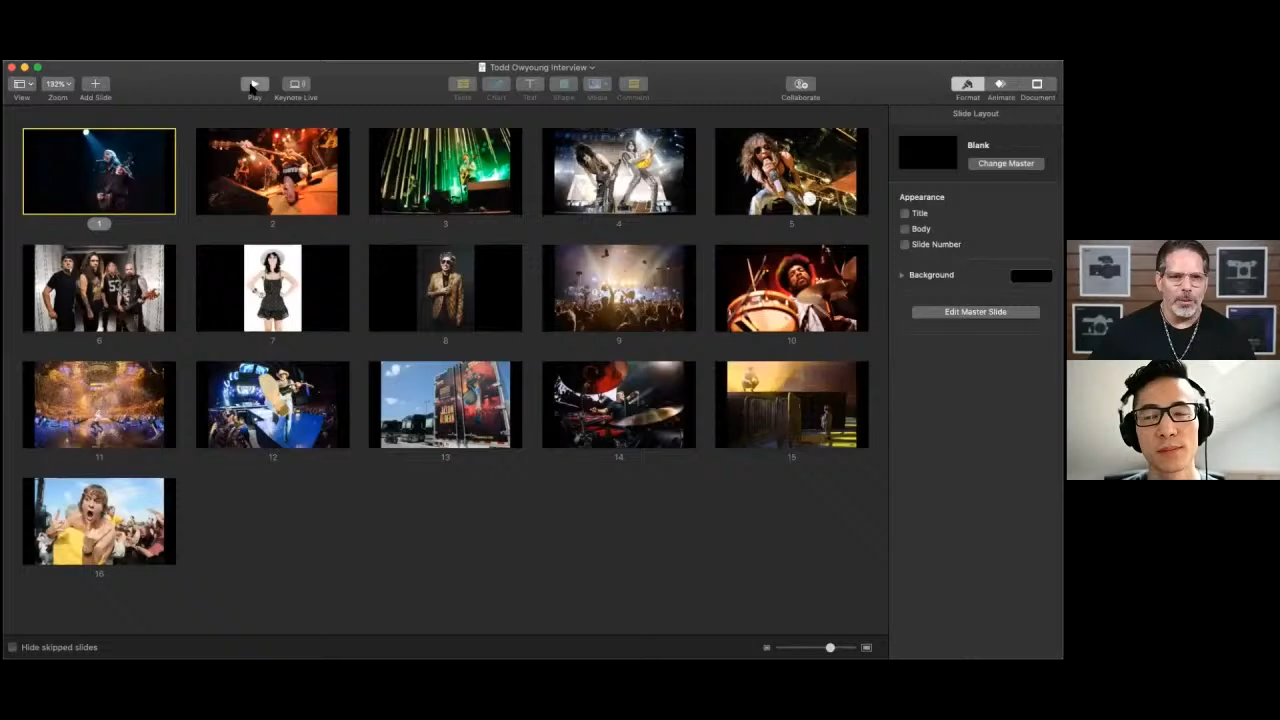 Todd Owyoung Interview
132%
View
Zoom
Add Slide
Play
Keynote Live
Table
Chart
Text
Shape
Media
Comment
Collaborate
Format
Animate
Document
Slide Layout
Blank
Change Master
Appearance
Title
Body
Slide Number
Background
Edit Master Slide
1
2
3
4
5
6
7
8
9
10
11
12
13
14
15
16
Hide skipped slides